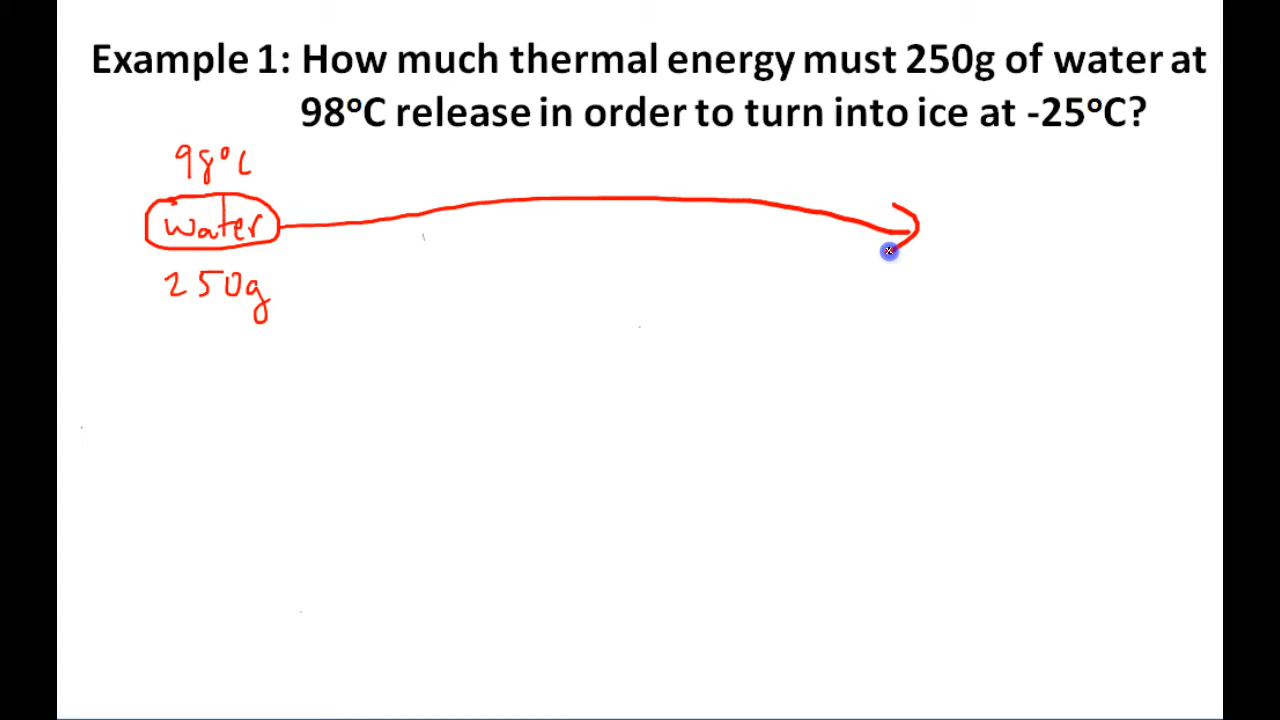 Example 1: How much thermal energy must 250g of water at
98°C release in order to turn into ice at -25°C?
98°C
water
250g